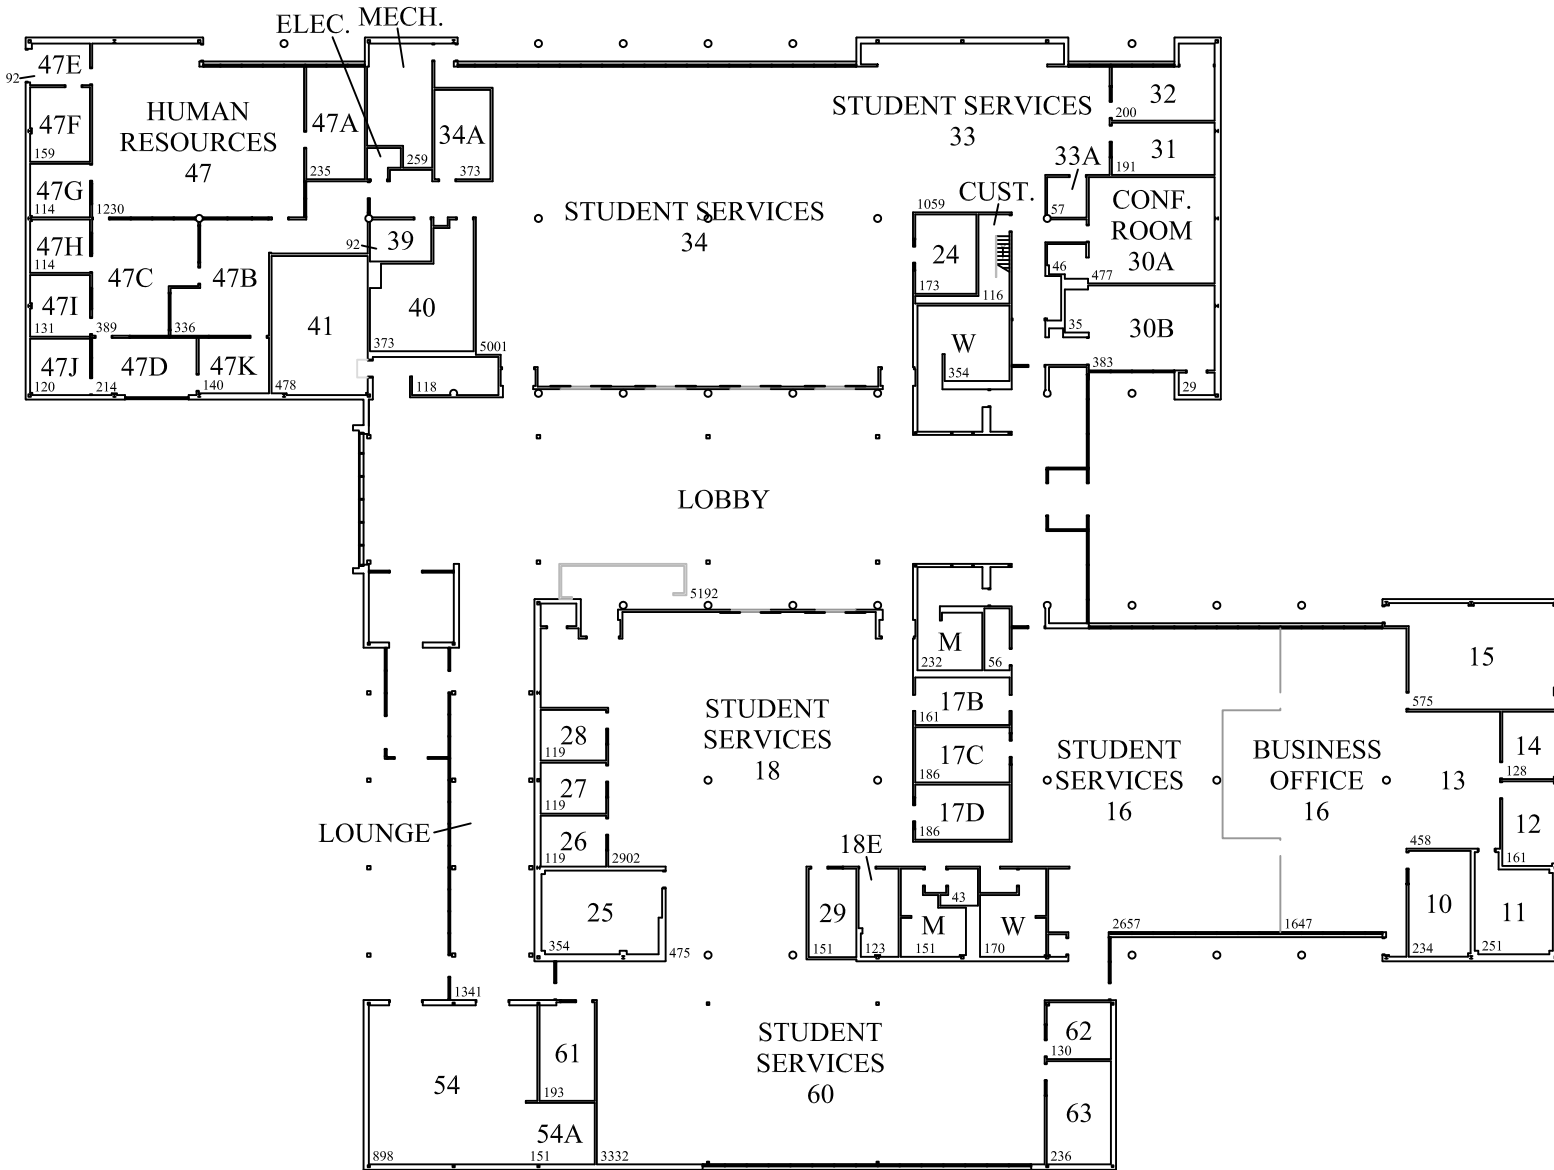 ELEC.
MECH.
47E
92
47F
159
47G
114
47H
114
47I
131
47J
120
HUMAN
RESOURCES
47
1230
47A
235
259
34A
373
47C
389
47B
336
47D
214
47K
140
41
478
39
92
40
373
5001
118
STUDENT SERVICES
34
STUDENT SERVICES
33
1059
32
200
31
191
33A
57
CUST.
CONF.
ROOM
30A
477
46
24
173
116
W
354
35
30B
383
29
LOBBY
5192
M
232
56
17B
161
17C
186
17D
186
STUDENT
SERVICES
18
28
119
27
119
26
119
2902
25
354
475
LOUNGE
1341
18E
29
151
123
M
151
43
W
170
STUDENT
SERVICES
16
2657
BUSINESS
OFFICE
16
1647
15
575
14
128
13
458
12
161
10
234
11
251
54
898
61
193
54A
151
STUDENT
SERVICES
60
3332
62
130
63
236